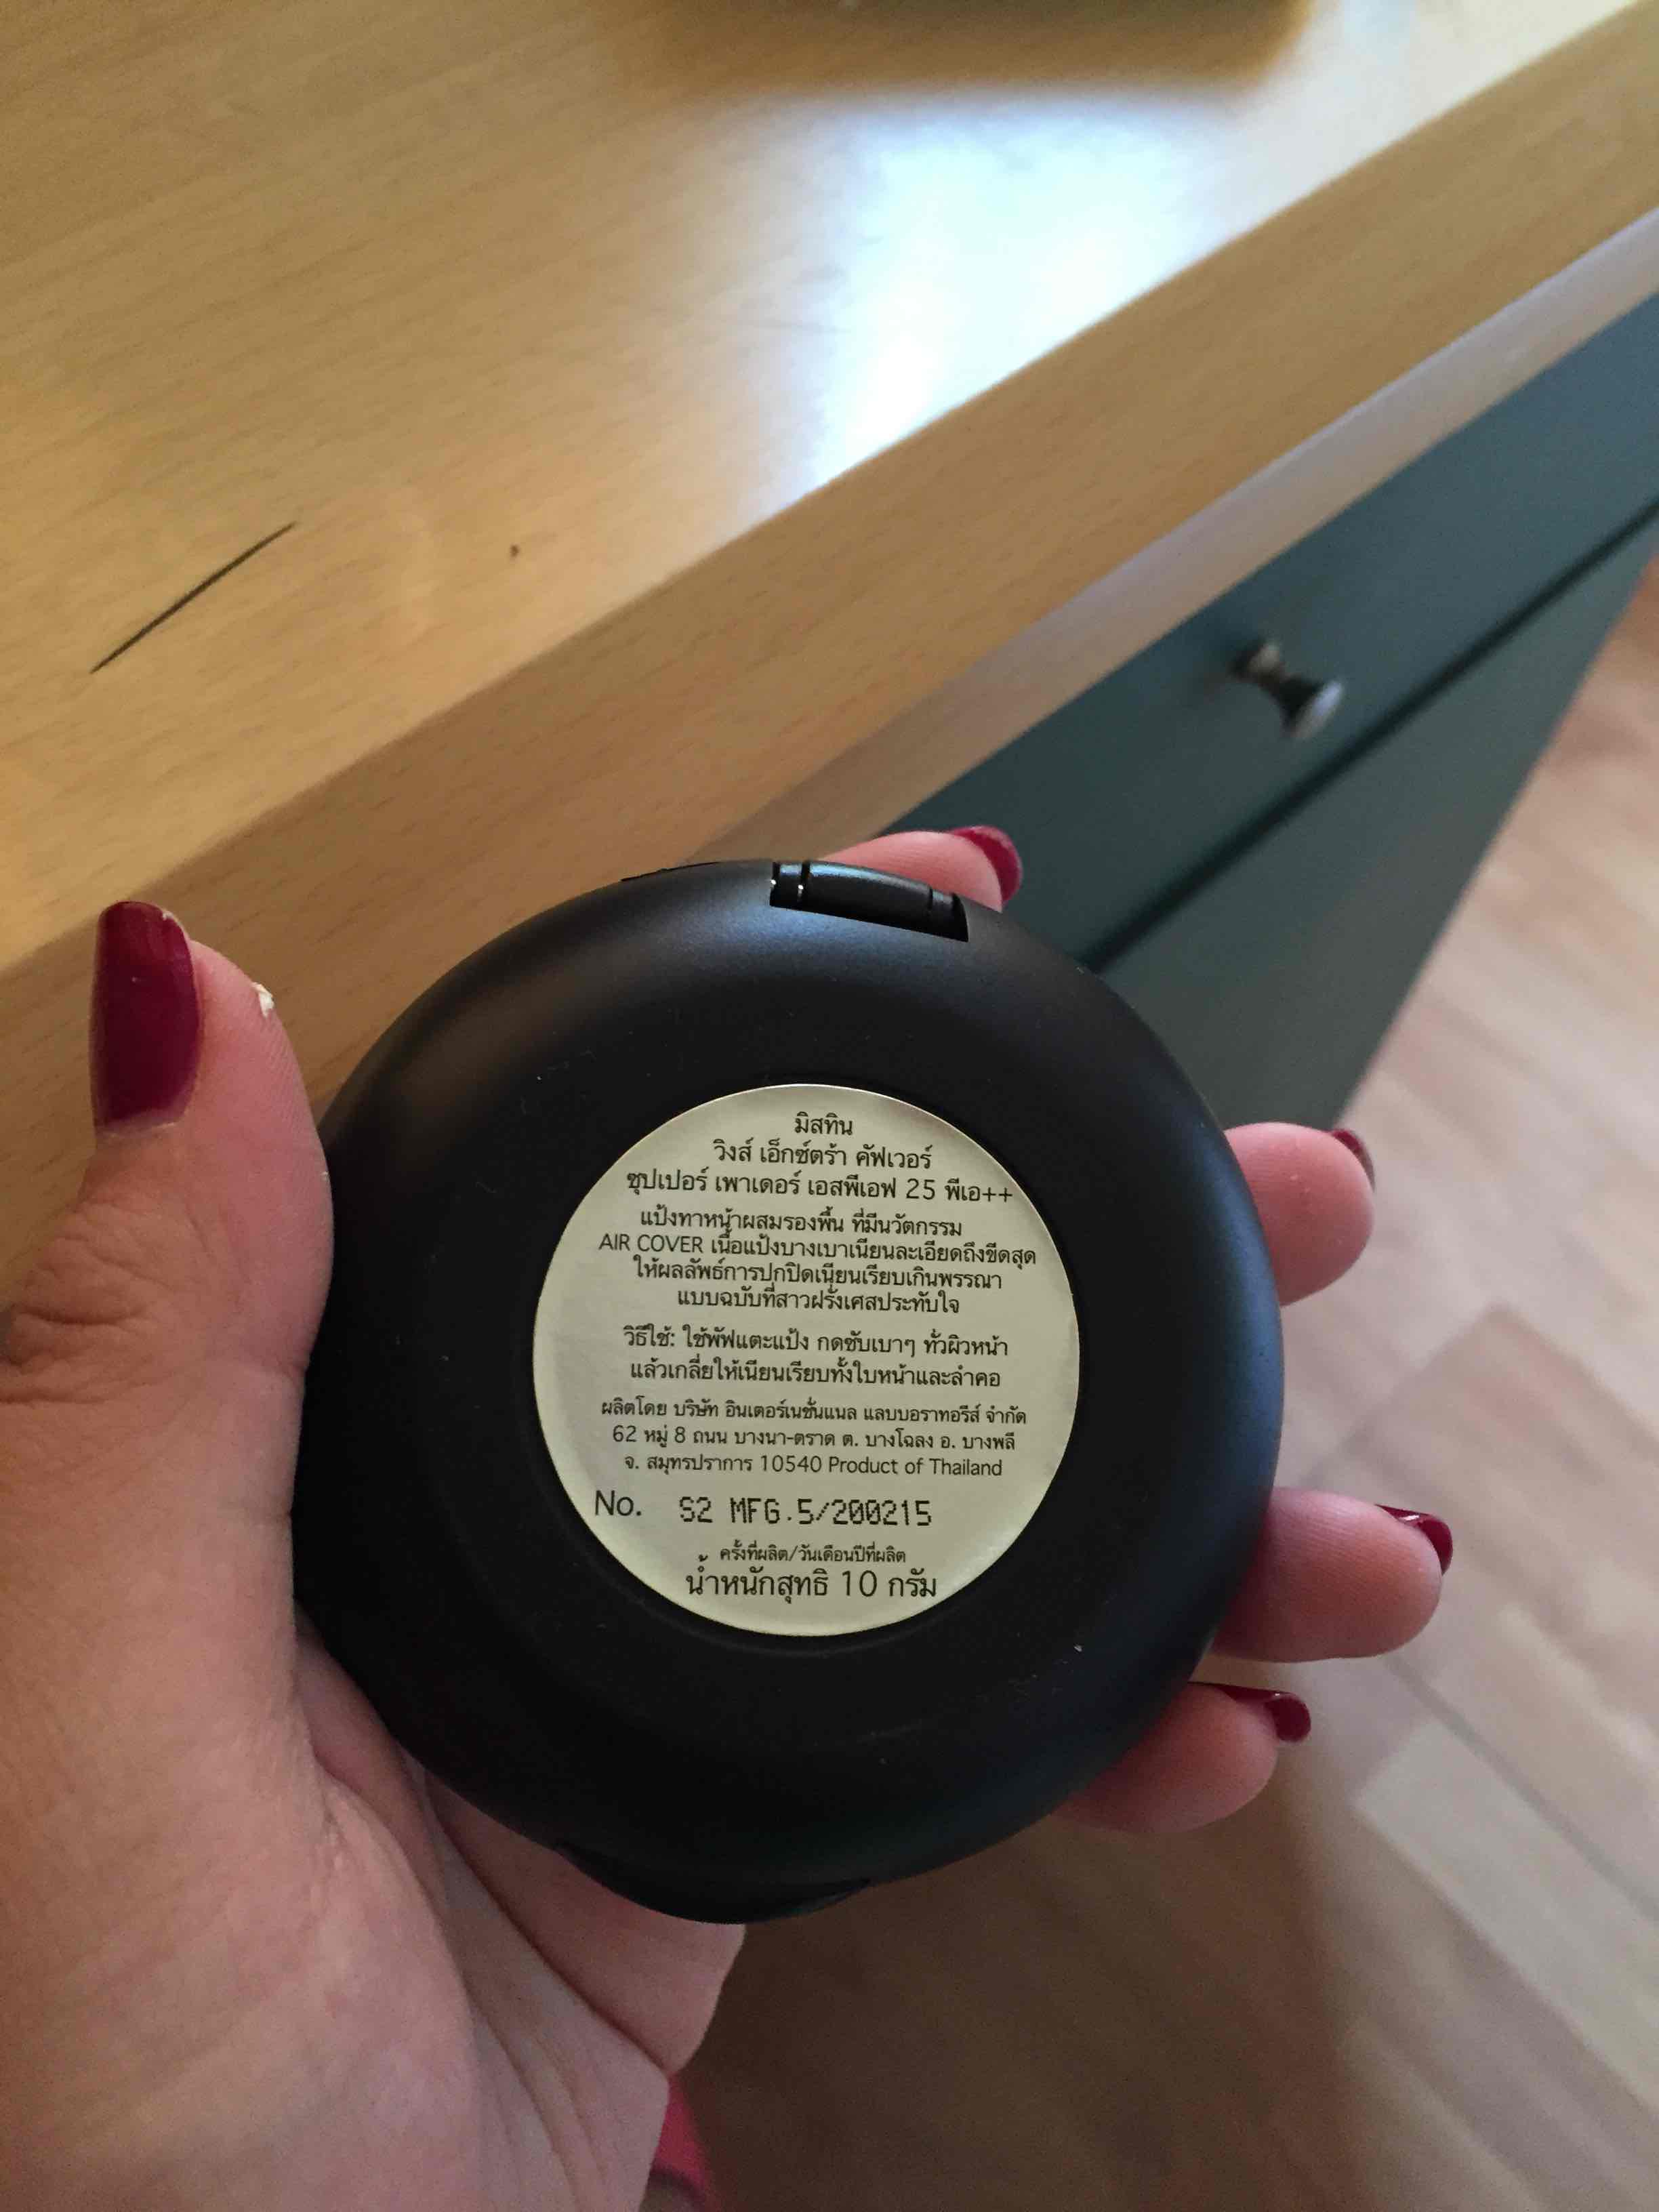 มิสทิน
วิงส์ เอ็กซ์ตร้า คัฟเวอร์
ซุปเปอร์ เพาเดอร์ เอสพีเอฟ 25 พีเอ++
แป้งทาหน้าผสมรองพื้น ที่มีนวัตกรรม
AIR COVER เนื้อแป้งบางเบาเนียนละเอียดถึงขีดสุด
ให้ผลลัพธ์การปกปิดเนียนเรียบเกินพรรณา
แบบฉบับที่สาวฝรั่งเศสประทับใจ
วิธีใช้: ใช้พัฟแตะแป้ง กดซับเบาๆ ทั่วผิวหน้า
แล้วเกลี่ยให้เนียนเรียบทั้งใบหน้าและลำคอ
ผลิตโดย บริษัท อินเตอร์เนชั่นแนล แลบบอราทอรีส์ จำกัด
62 หมู่ 8 ถนน บางนา-ตราด ต. บางโฉลง อ. บางพลี
จ. สมุทรปราการ 10540 Product of Thailand
No. S2 MFG.5/200215
ครั้งที่ผลิต/วันเดือนปีที่ผลิต
น้ำหนักสุทธิ 10 กรัม